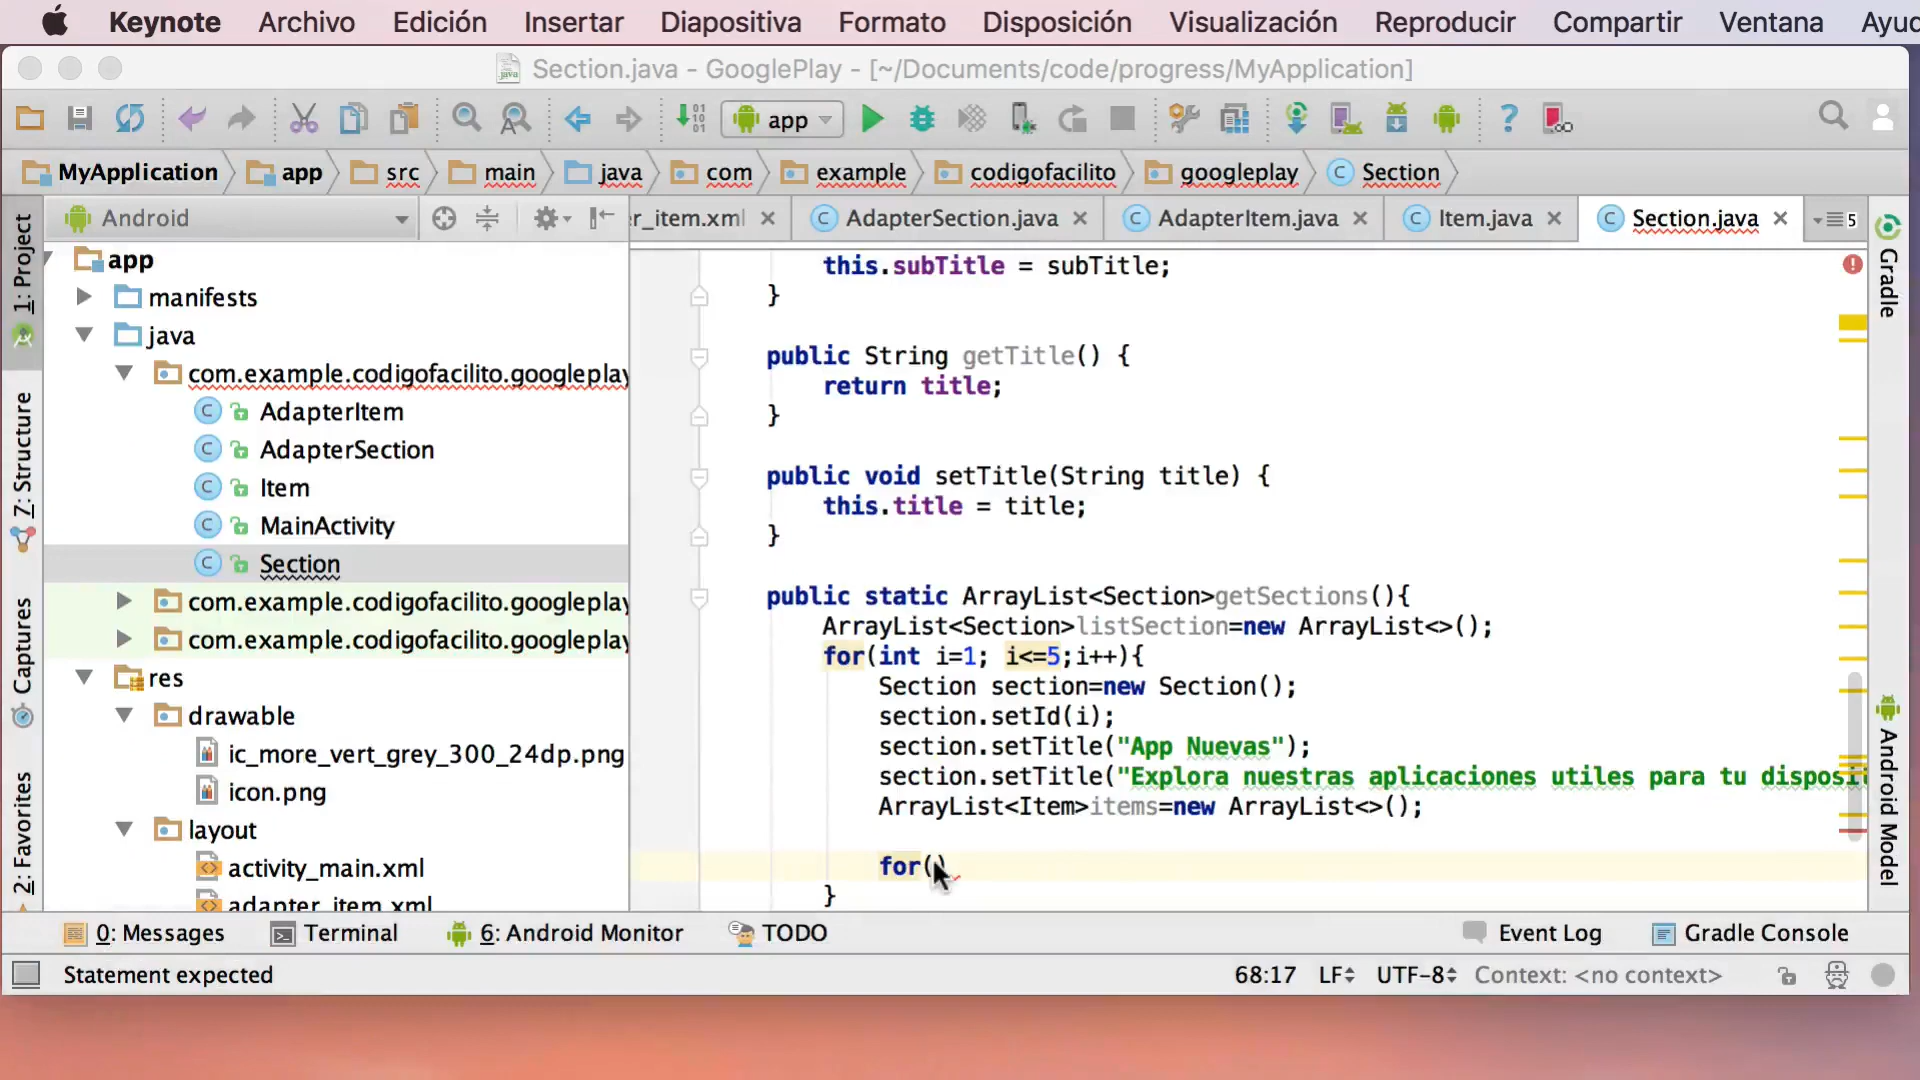 Keynote Archivo Edición Insertar Diapositiva Formato Disposición Visualización Reproducir Compartir Ventana Ayud
Section.java - GooglePlay - [~/Documents/code/progress/MyApplication]
app
MyApplication app src main java com example codigofacilito googleplay Section
Android
r_item.xml AdapterSection.java AdapterItem.java Item.java Section.java 5
1: Project
7: Structure
Captures
2: Favorites
app
manifests
java
com.example.codigofacilito.googleplay
AdapterItem
AdapterSection
Item
MainActivity
Section
com.example.codigofacilito.googleplay
com.example.codigofacilito.googleplay
res
drawable
ic_more_vert_grey_300_24dp.png
icon.png
layout
activity_main.xml
adapter_item.xml
this.subTitle = subTitle;
}
public String getTitle() {
return title;
}
public void setTitle(String title) {
this.title = title;
}
public static ArrayList<Section>getSections(){
ArrayList<Section>listSection=new ArrayList<>();
for(int i=1; i<=5;i++){
Section section=new Section();
section.setId(i);
section.setTitle("App Nuevas");
section.setTitle("Explora nuestras aplicaciones utiles para tu disposit
ArrayList<Item>items=new ArrayList<>();
for()
}
Gradle
Android Model
0: Messages Terminal 6: Android Monitor TODO Event Log Gradle Console
Statement expected 68:17 LF UTF-8 Context: <no context>